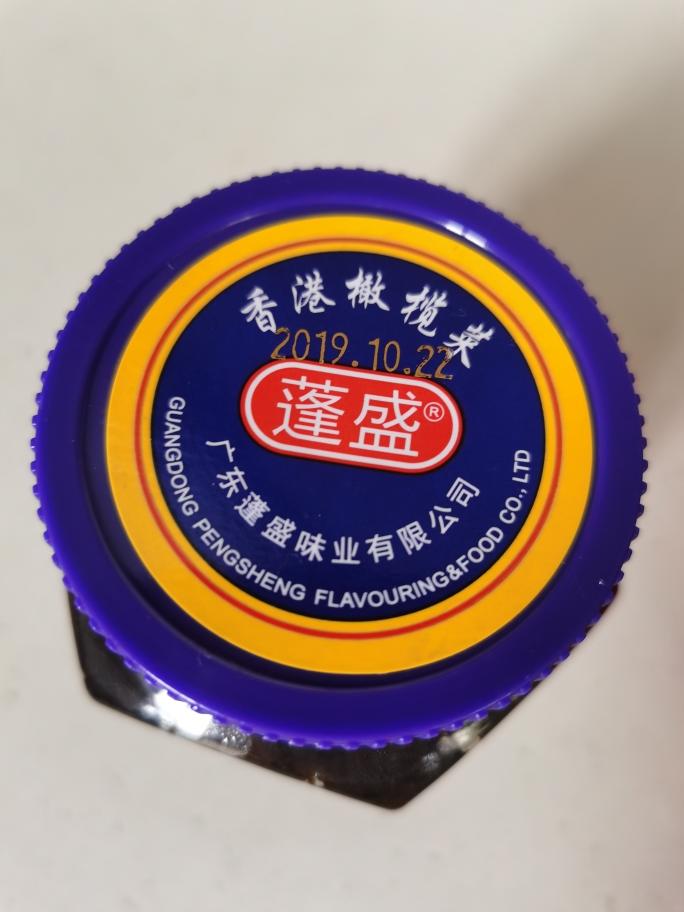 香港橄榄菜
2019.10.22
蓬盛®
广东蓬盛味业有限公司
GUANGDONG PENGSHENG FLAVOURING&FOOD CO., LTD